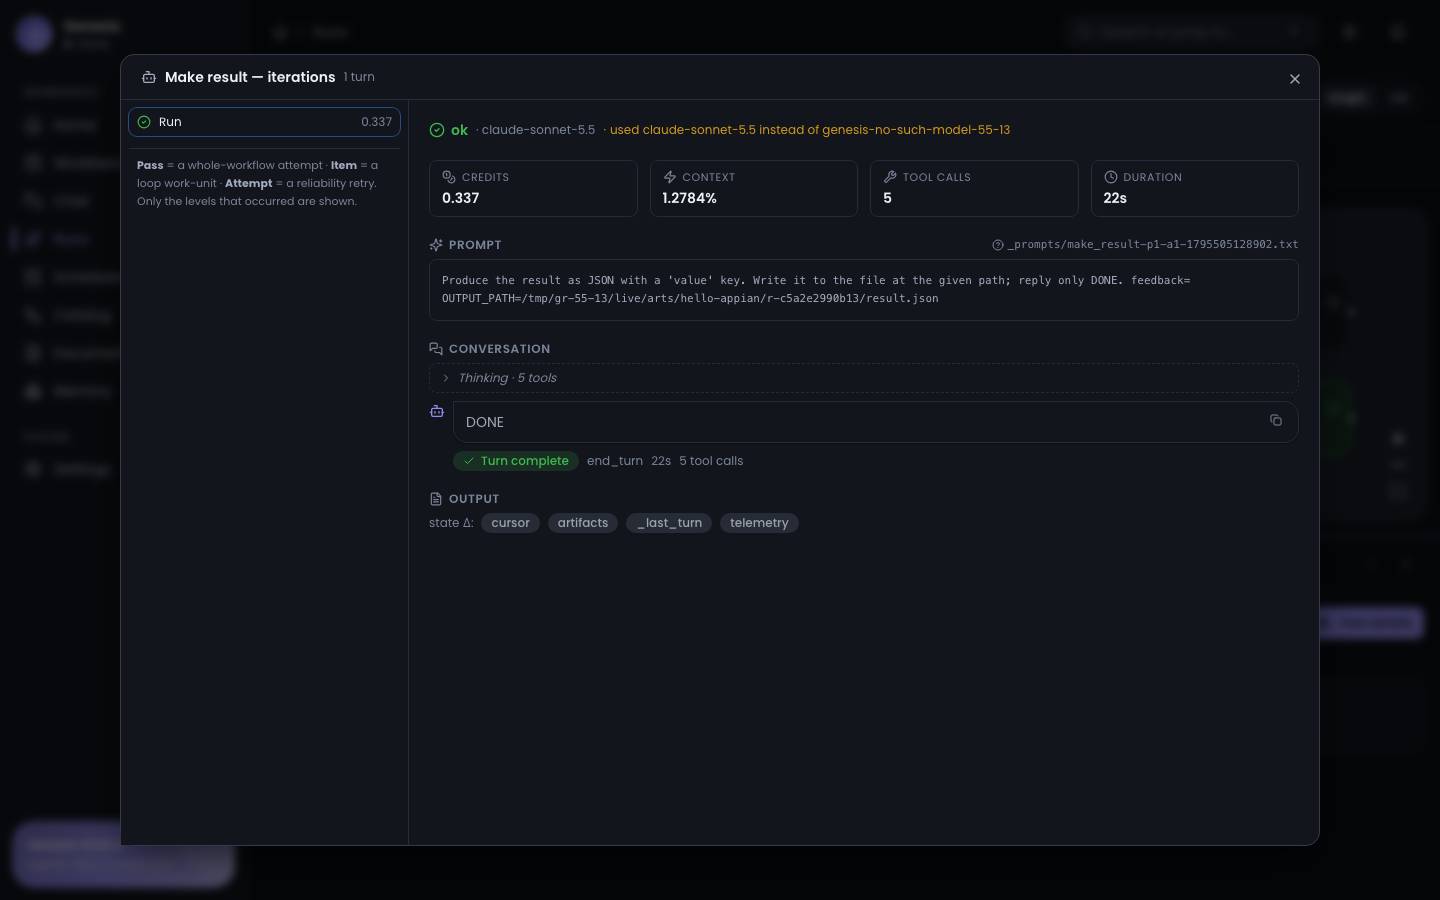 Make result — iterations 1 turn
Run 0.337
Pass = a whole-workflow attempt · Item = a
loop work-unit · Attempt = a reliability retry.
Only the levels that occurred are shown.
ok · claude-sonnet-5.5 · used claude-sonnet-5.5 instead of genesis-no-such-model-55-13
CREDITS
0.337
CONTEXT
1.2784%
TOOL CALLS
5
DURATION
22s
PROMPT
_prompts/make_result-p1-a1-1795505128902.txt
Produce the result as JSON with a 'value' key. Write it to the file at the given path; reply only DONE. feedback=
OUTPUT_PATH=/tmp/gr-55-13/live/arts/hello-appian/r-c5a2e2990b13/result.json
CONVERSATION
Thinking · 5 tools
DONE
Turn complete end_turn 22s 5 tool calls
OUTPUT
state Δ: cursor artifacts _last_turn telemetry